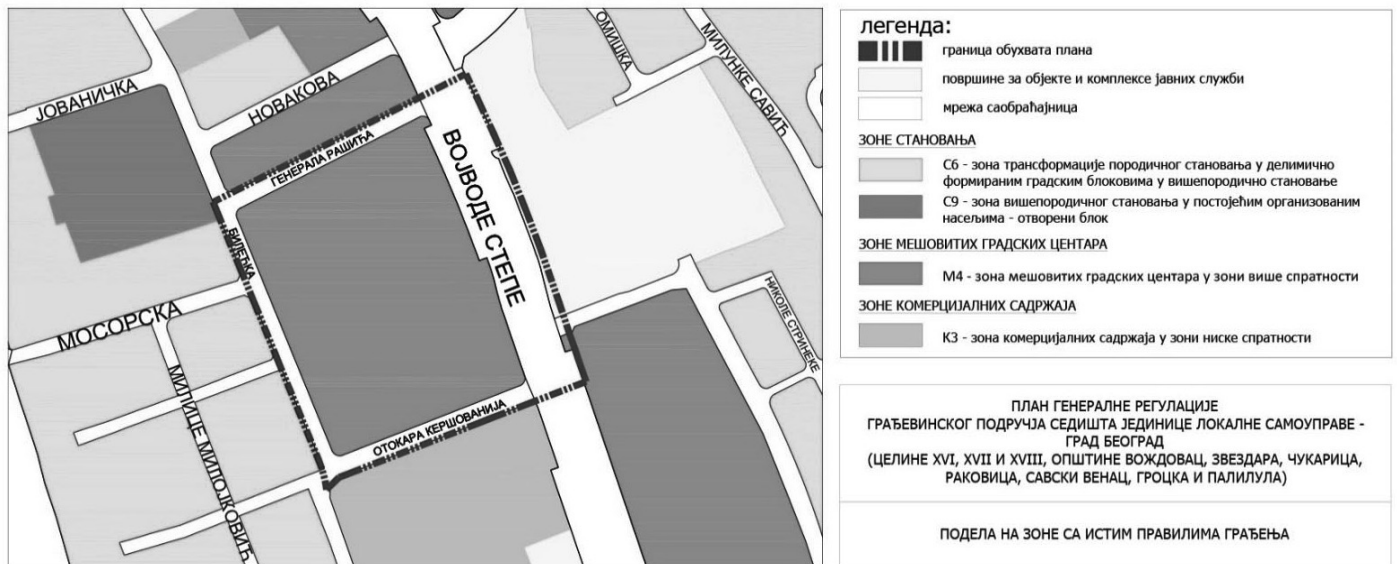 ЈОВАНИЧКА
НОВАКОВА
ГЕНЕРАЛА РАШИЋА
ВОЈВОДЕ СТЕПЕ
ОМИШКА
МИЛУНКЕ САВИЋ
БИЛЕЋКА
МОСОРСКА
МИЛИЦЕ МИЛОЈКОВИЋ
ОТОКАРА КЕРШОВАНИЈА
НИКОЛЕ СТРИНЕКЕ
легенда:
граница обухвата плана
површине за објекте и комплексе јавних служби
мрежа саобраћајница
ЗОНЕ СТАНОВАЊА
С6 - зона трансформације породичног становања у делимично
формираним градским блоковима у вишепородично становање
С9 - зона вишепородичног становања у постојећим организованим
насељима - отворени блок
ЗОНЕ МЕШОВИТИХ ГРАДСКИХ ЦЕНТАРА
М4 - зона мешовитих градских центара у зони више спратности
ЗОНЕ КОМЕРЦИЈАЛНИХ САДРЖАЈА
К3 - зона комерцијалних садржаја у зони ниске спратности
ПЛАН ГЕНЕРАЛНЕ РЕГУЛАЦИЈЕ
ГРАЂЕВИНСКОГ ПОДРУЧЈА СЕДИШТА ЈЕДИНИЦЕ ЛОКАЛНЕ САМОУПРАВЕ -
ГРАД БЕОГРАД
(ЦЕЛИНЕ XVI, XVII И XVIII, ОПШТИНЕ ВОЖДОВАЦ, ЗВЕЗДАРА, ЧУКАРИЦА,
РАКОВИЦА, САВСКИ ВЕНАЦ, ГРОЦКА И ПАЛИЛУЛА)
ПОДЕЛА НА ЗОНЕ СА ИСТИМ ПРАВИЛИМА ГРАЂЕЊА